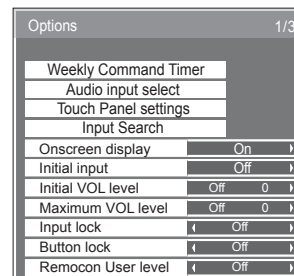 Options 1/3
Weekly Command Timer
Audio input select
Touch Panel settings
Input Search
Onscreen display On
Initial input Off
Initial VOL level Off 0
Maximum VOL level Off 0
Input lock Off
Button lock Off
Remocon User level Off